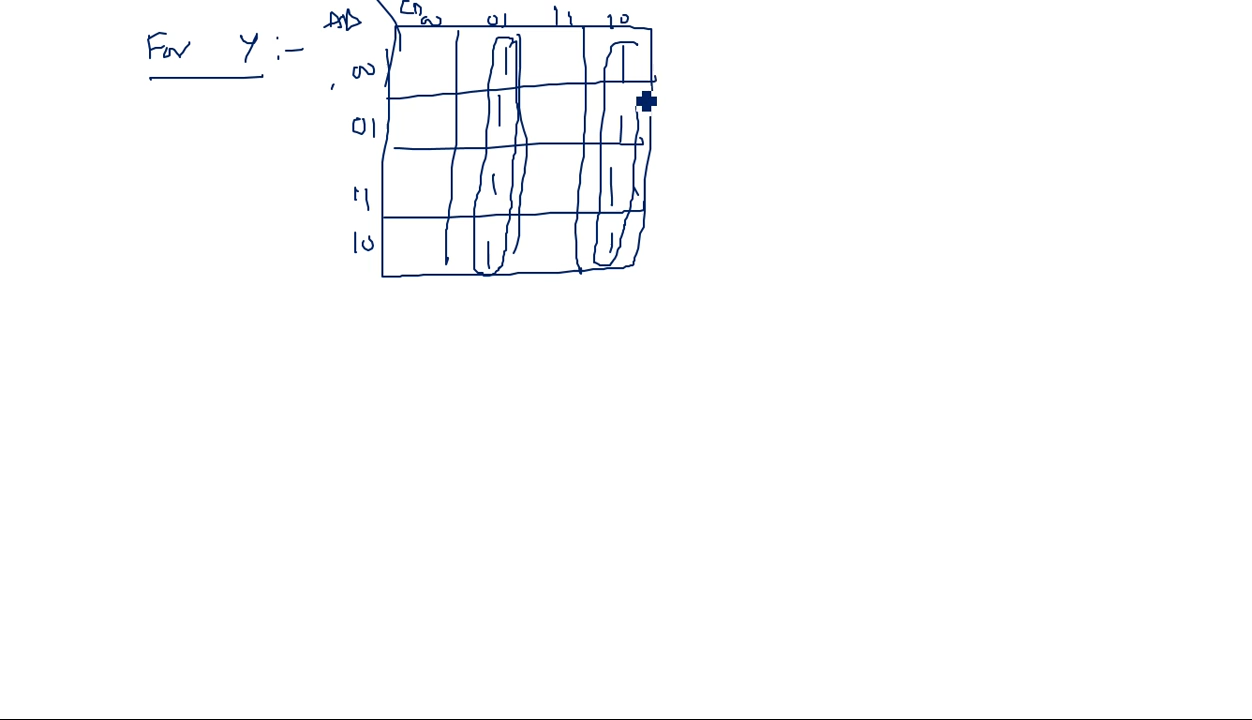 For Y :-
AB CD 00 01 11 10
00 1 1
01 1 1
11 1 1
10 1 1